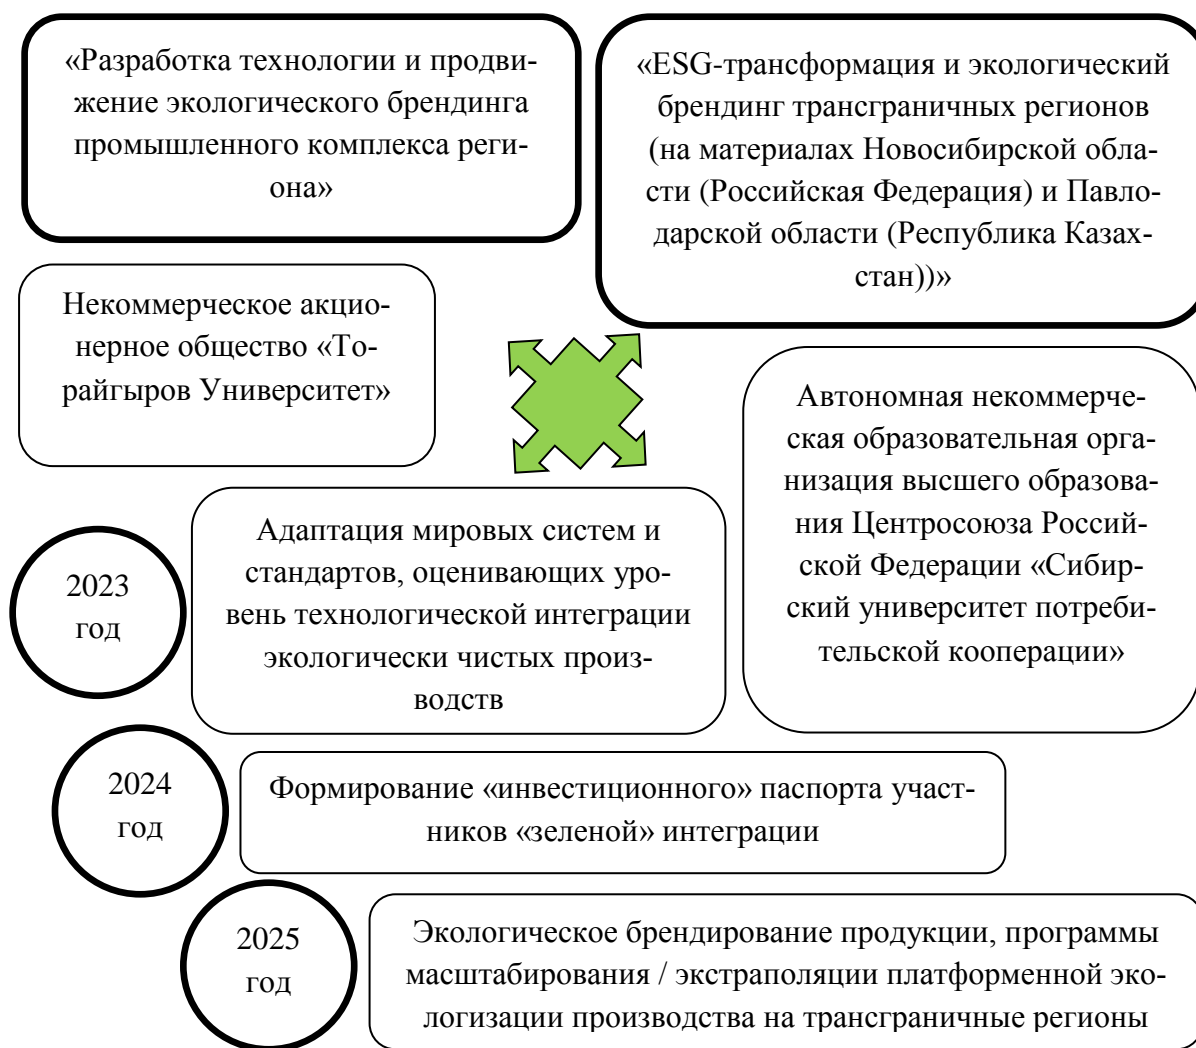 «Разработка технологии и продви-
жение экологического брендинга
промышленного комплекса реги-
она»
«ESG-трансформация и экологический
брендинг трансграничных регионов
(на материалах Новосибирской обла-
сти (Российская Федерация) и Павло-
дарской области (Республика Казах-
стан))»
Некоммерческое акцио-
нерное общество «То-
райгыров Университет»
Автономная некоммерче-
ская образовательная орга-
низация высшего образова-
ния Центросоюза Россий-
ской Федерации «Сибир-
ский университет потреби-
тельской кооперации»
2023
год
Адаптация мировых систем и
стандартов, оценивающих уро-
вень технологической интеграции
экологически чистых произ-
водств
2024
год
Формирование «инвестиционного» паспорта участ-
ников «зеленой» интеграции
2025
год
Экологическое брендирование продукции, программы
масштабирования / экстраполяции платформенной эко-
логизации производства на трансграничные регионы